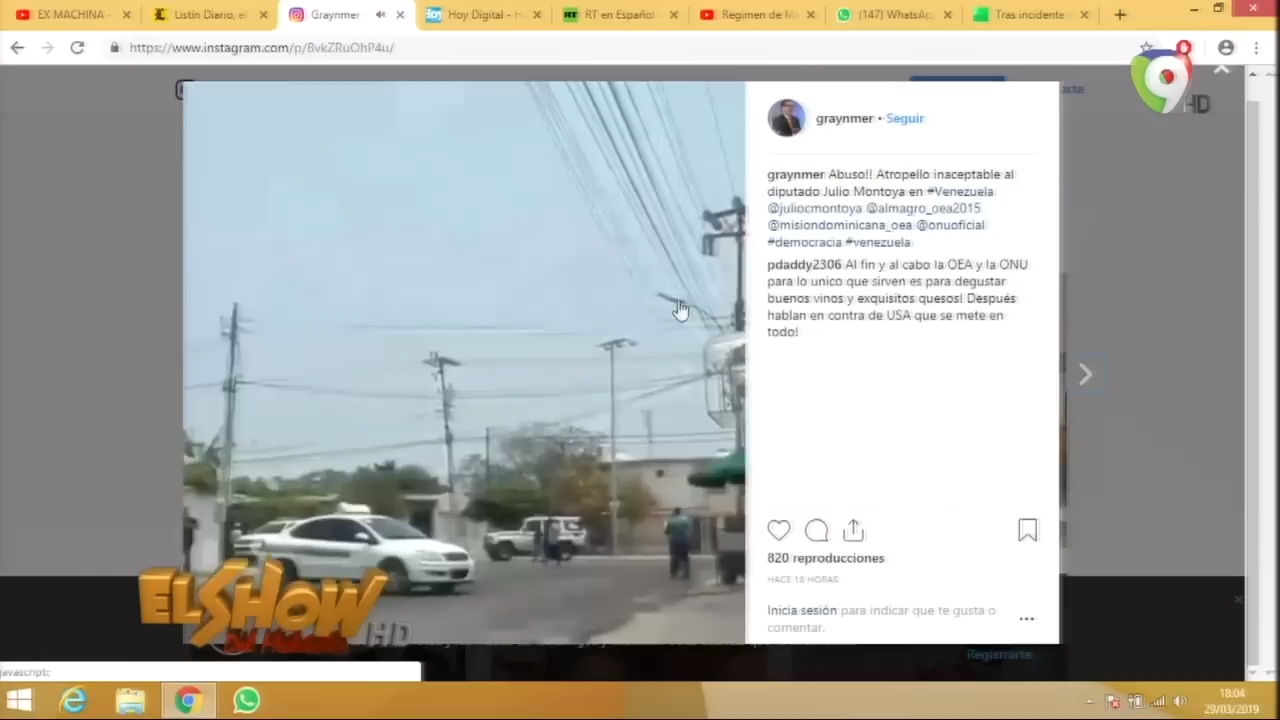 EX MACHINA -
Listín Diario, el
Graynmer
Hoy Digital - H
RT en Español -
Regimen de Ma
(147) WhatsApp
Tras incidente
https://www.instagram.com/p/BvkZRuOhP4u/
HD
arte
graynmer • Seguir
graynmer Abuso!! Atropello inaceptable al
diputado Julio Montoya en #Venezuela
@juliocmontoya @almagro_oea2015
@misiondominicana_oea @onuoficial
#democracia #venezuela
pdaddy2306 Al fin y al cabo la OEA y la ONU
para lo unico que sirven es para degustar
buenos vinos y exquisitos quesos! Después
hablan en contra de USA que se mete en
todo!
820 reproducciones
HACE 18 HORAS
Inicia sesión para indicar que te gusta o
comentar.
EL SHOW
Del Mediodía
HD
Registrarte
javascript:
18:04
29/03/2019